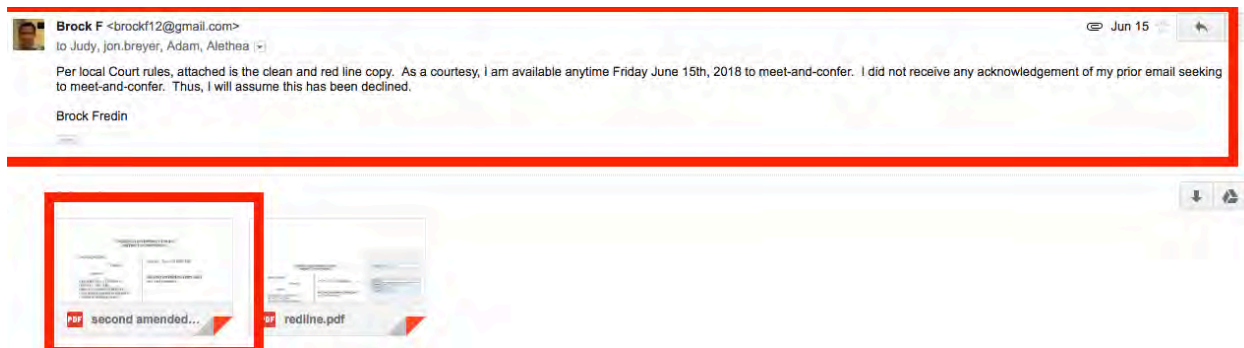 Brock F <brockf12@gmail.com>
Jun 15
to Judy, jon.breyer, Adam, Alethea
Per local Court rules, attached is the clean and red line copy. As a courtesy, I am available anytime Friday June 15th, 2018 to meet-and-confer. I did not receive any acknowledgement of my prior email seeking
to meet-and-confer. Thus, I will assume this has been declined.
Brock Fredin
PDF second amended...
PDF redline.pdf